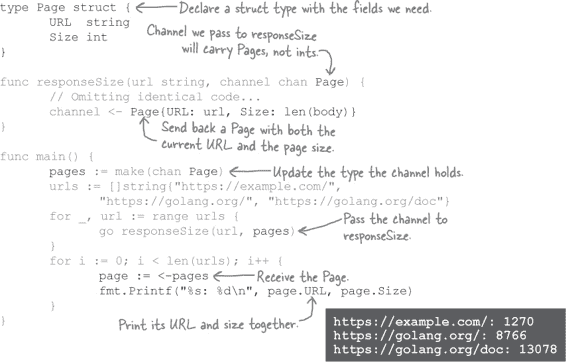 type Page struct { Declare a struct type with the fields we need.
URL string
Size int
}
Channel we pass to responseSize
will carry Pages, not ints.
func responseSize(url string, channel chan Page) {
// Omitting identical code...
channel <- Page{URL: url, Size: len(body)}
}
Send back a Page with both the
current URL and the page size.
func main() {
pages := make(chan Page) Update the type the channel holds.
urls := []string{"https://example.com/",
"https://golang.org/", "https://golang.org/doc"}
for _, url := range urls {
go responseSize(url, pages)
}
Pass the channel to
responseSize.
for i := 0; i < len(urls); i++ {
page := <-pages Receive the Page.
fmt.Printf("%s: %d\n", page.URL, page.Size)
}
}
Print its URL and size together.
https://example.com/: 1270
https://golang.org/: 8766
https://golang.org/doc: 13078